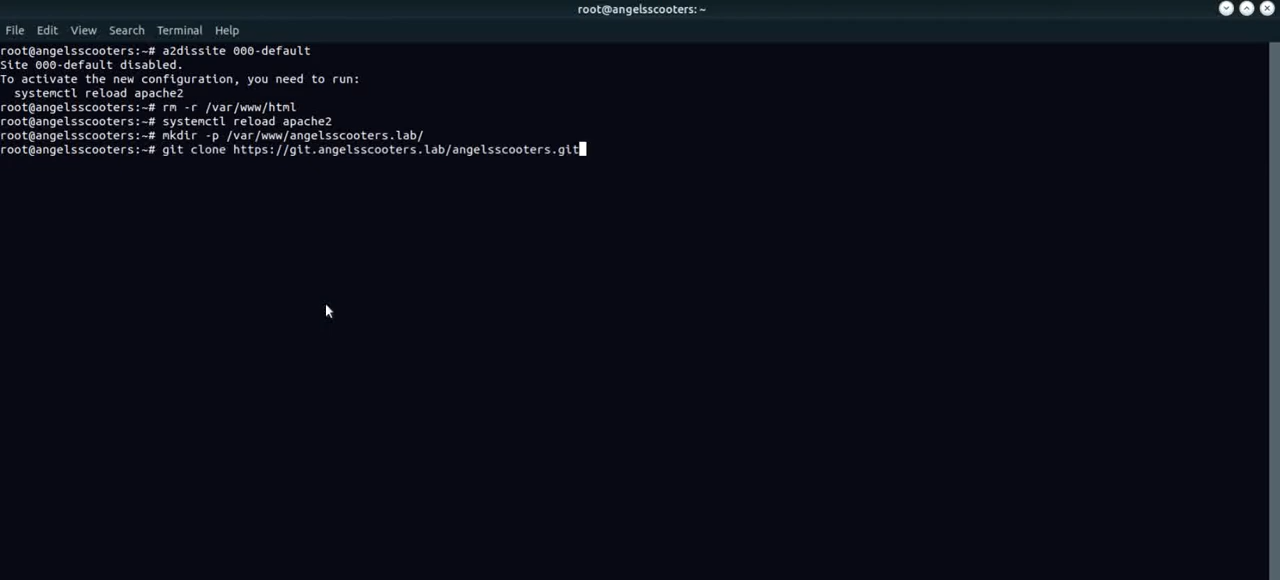 root@angelsscooters: ~
File Edit View Search Terminal Help
root@angelsscooters:~# a2dissite 000-default
Site 000-default disabled.
To activate the new configuration, you need to run:
  systemctl reload apache2
root@angelsscooters:~# rm -r /var/www/html
root@angelsscooters:~# systemctl reload apache2
root@angelsscooters:~# mkdir -p /var/www/angelsscooters.lab/
root@angelsscooters:~# git clone https://git.angelsscooters.lab/angelsscooters.git